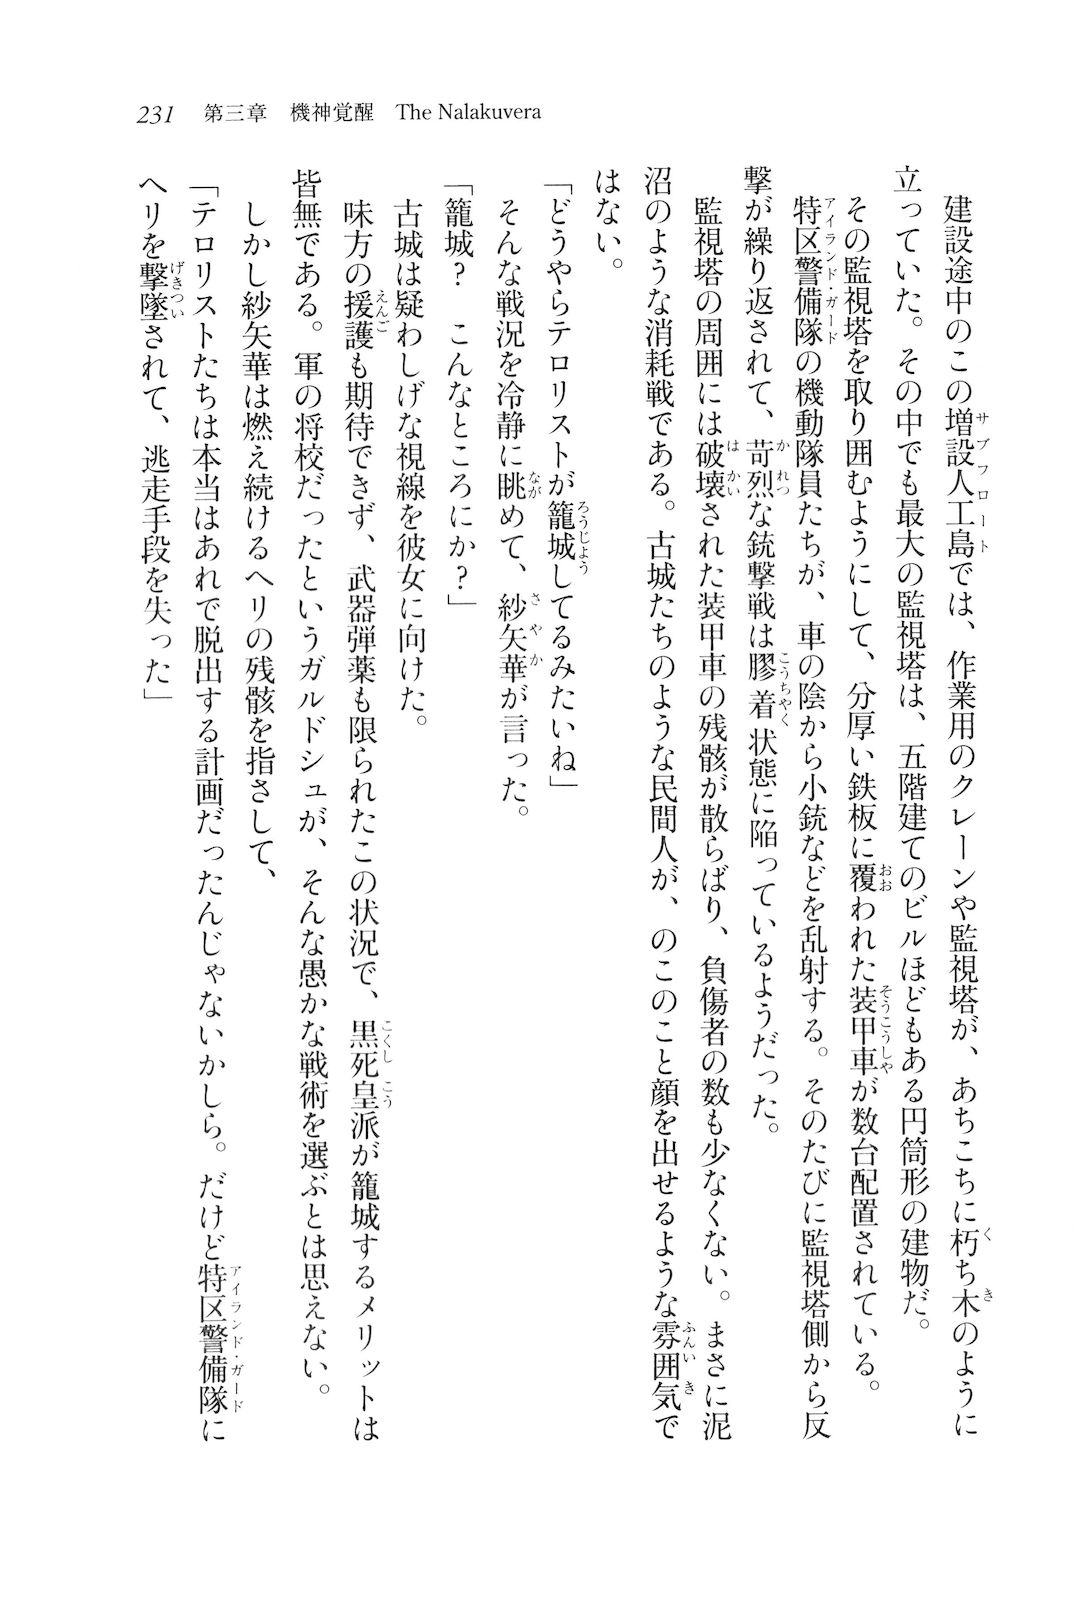 231 第三章 機神覚醒 The Nalakuvera
建設途中のこの増設人工島では、作業用のクレーンや監視塔が、あちこちに朽ち木のように
立っていた。その中でも最大の監視塔は、五階建てのビルほどもある円筒形の建物だ。
その監視塔を取り囲むようにして、分厚い鉄板に覆われた装甲車が数台配置されている。
特区警備隊の機動隊員たちが、車の陰から小銃などを乱射する。そのたびに監視塔側から反
撃が繰り返されて、苛烈な銃撃戦は膠着状態に陥っているようだった。
監視塔の周囲には破壊された装甲車の残骸が散らばり、負傷者の数も少なくない。まさに泥
沼のような消耗戦である。古城たちのような民間人が、のこのこと顔を出せるような雰囲気で
はない。
「どうやらテロリストが籠城してるみたいね」
そんな戦況を冷静に眺めて、紗矢華が言った。
「籠城? こんなところにか?」
古城は疑わしげな視線を彼女に向けた。
味方の援護も期待できず、武器弾薬も限られたこの状況で、黒死皇派が籠城するメリットは
皆無である。軍の将校だったというガルドシュが、そんな愚かな戦術を選ぶとは思えない。
しかし紗矢華は燃え続けるヘリの残骸を指さして、
「テロリストたちは本当はあれで脱出する計画だったんじゃないかしら。だけど特区警備隊に
ヘリを撃墜されて、逃走手段を失った」